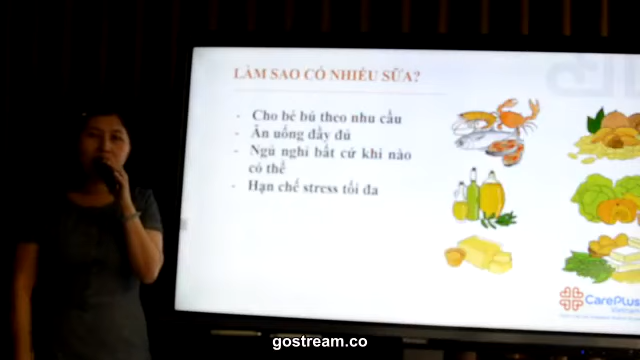 LÀM SAO CÓ NHIỀU SỮA?
- Cho bé bú theo nhu cầu
- Ăn uống đầy đủ
- Ngủ nghỉ bất cứ khi nào
có thể
- Hạn chế stress tối đa
CarePlus
Vietnam
gostream.co